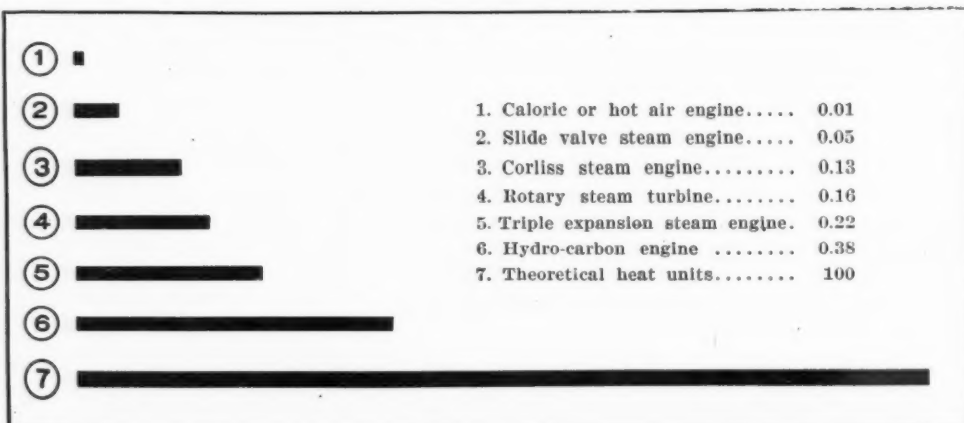 1
2
3
4
5
6
7
1. Caloric or hot air engine..... 0.01
2. Slide valve steam engine..... 0.05
3. Corliss steam engine......... 0.13
4. Rotary steam turbine........ 0.16
5. Triple expansion steam engine. 0.22
6. Hydro-carbon engine ........ 0.38
7. Theoretical heat units........ 100